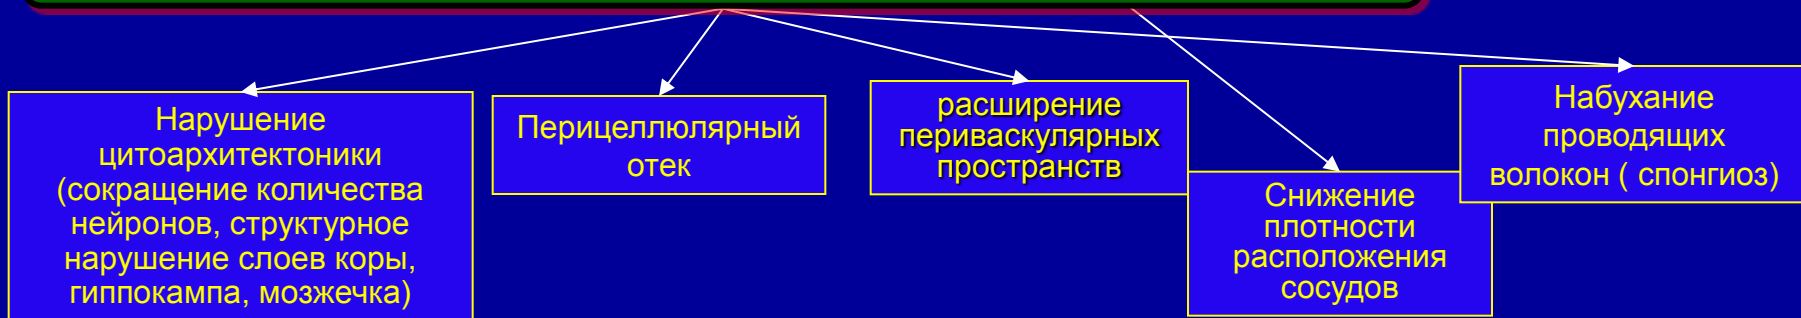 Нарушение
цитоархитектоники
(сокращение количества
нейронов, структурное
нарушение слоев коры,
гиппокампа, мозжечка)
Перицеллюлярный
отек
расширение
периваскулярных
пространств
Снижение
плотности
расположения
сосудов
Набухание
проводящих
волокон ( спонгиоз)